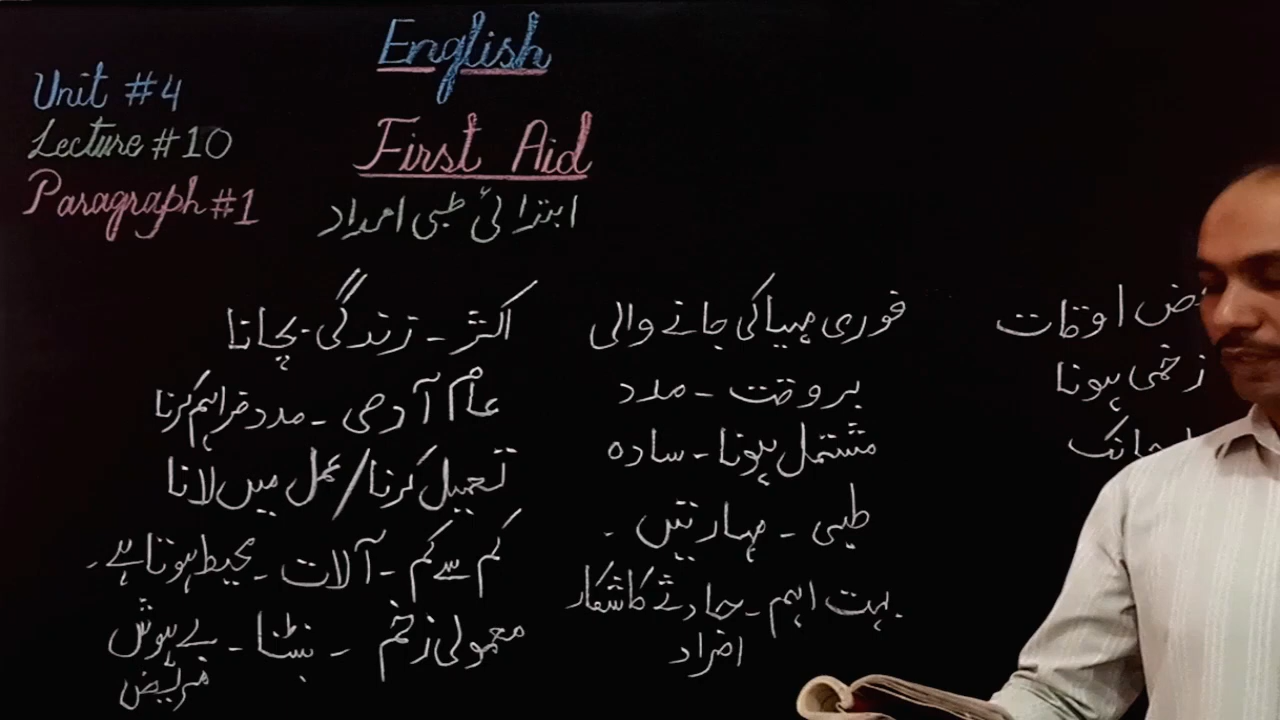 English
Unit #4
Lecture #10
Paragraph #1
First Aid
ابتدائی طبی امداد
اوقات
زخمی ہونا
فوری مہیا کی جانے والی
بروقت - مدد
مشتمل ہونا - سادہ
طبی - مہارتیں -
بہت اہم - حادثے کا شکار
افراد
اکثر - زندگی بچانا
عام آدمی - مدد فراہم کرنا
تعمیل کرنا / عمل میں لانا
کم سے کم - آلات - محیط ہوتا ہے -
معمولی زخم - نبٹنا - بے ہوش
مریض